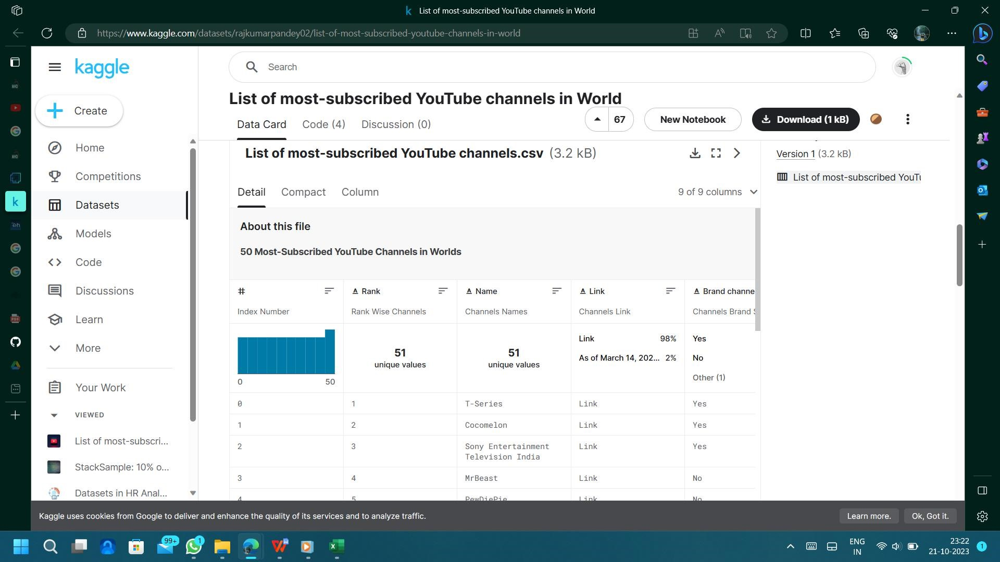 List of most-subscribed YouTube channels in World
https://www.kaggle.com/datasets/rajkumarpandey02/list-of-most-subscribed-youtube-channels-in-world
kaggle
Search
Create
Home
Competitions
Datasets
Models
Code
Discussions
Learn
More
Your Work
VIEWED
List of most-subscri...
StackSample: 10% o...
Datasets in HR Anal...
List of most-subscribed YouTube channels in World
Data Card Code (4) Discussion (0)
67 New Notebook Download (1 kB)
List of most-subscribed YouTube channels.csv (3.2 kB)
Detail Compact Column 9 of 9 columns
About this file
50 Most-Subscribed YouTube Channels in Worlds
# Rank Name Link Brand channe
Index Number Rank Wise Channels Channels Names Channels Link Channels Brand
51 unique values
51 unique values
Link 98%
As of March 14, 202... 2%
Yes
No
Other (1)
0 50
0 1 T-Series Link Yes
1 2 Cocomelon Link Yes
2 3 Sony Entertainment Television India Link Yes
3 4 MrBeast Link No
4 5 PewDiePie Link No
Version 1 (3.2 kB)
List of most-subscribed YouTu
Kaggle uses cookies from Google to deliver and enhance the quality of its services and to analyze traffic.
Learn more. Ok, Got it.
99+
1
ENG
IN
23:22
21-10-2023
1